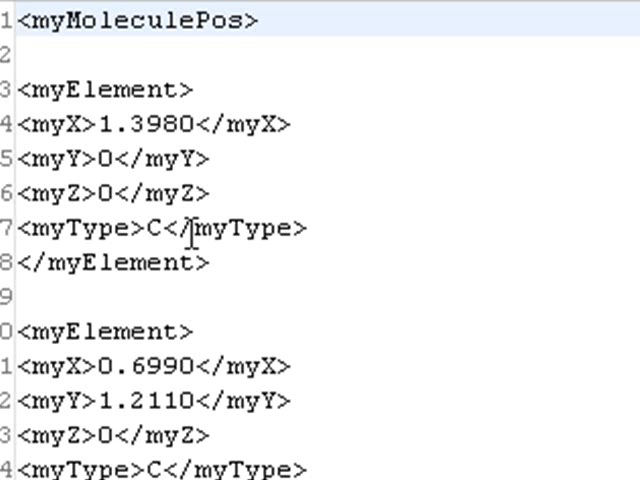 1 <myMoleculePos>
2
3 <myElement>
4 <myX>1.3980</myX>
5 <myY>0</myY>
6 <myZ>0</myZ>
7 <myType>C</myType>
8 </myElement>
9
0 <myElement>
1 <myX>0.6990</myX>
2 <myY>1.2110</myY>
3 <myZ>0</myZ>
4 <myType>C</myType>